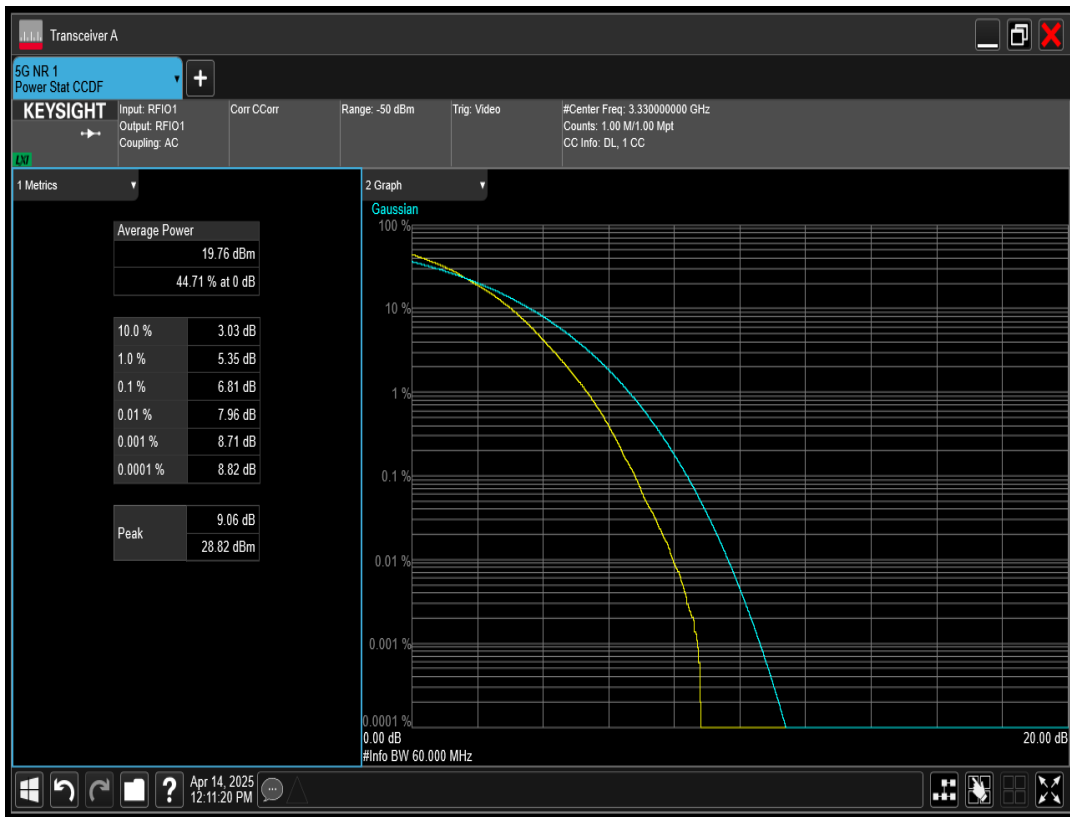 Transceiver A
5G NR 1
Power Stat CCDF
+
KEYSIGHT
LXI
Input: RFIO1
Output: RFIO1
Coupling: AC
Corr CCorr
Range: -50 dBm
Trig: Video
#Center Freq: 3.330000000 GHz
Counts: 1.00 M/1.00 Mpt
CC Info: DL, 1 CC
1 Metrics
Average Power
19.76 dBm
44.71 % at 0 dB
10.0 % 3.03 dB
1.0 % 5.35 dB
0.1 % 6.81 dB
0.01 % 7.96 dB
0.001 % 8.71 dB
0.0001 % 8.82 dB
Peak
9.06 dB
28.82 dBm
2 Graph
Gaussian
100 %
10 %
1 %
0.1 %
0.01 %
0.001 %
0.0001 %
0.00 dB 20.00 dB
#Info BW 60.000 MHz
?
Apr 14, 2025
12:11:20 PM